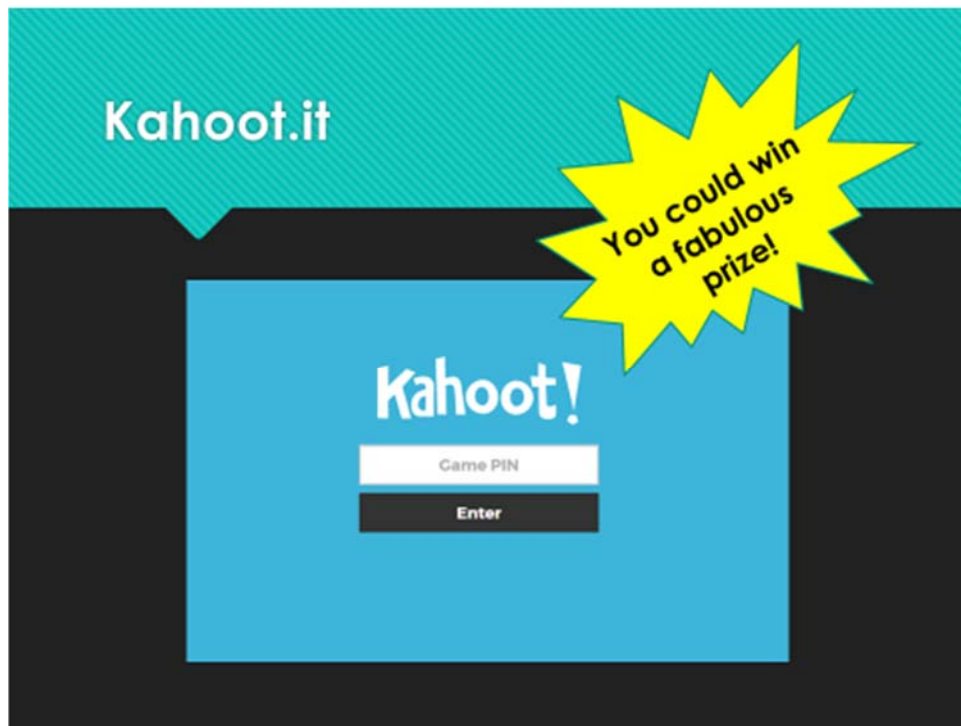 Kahoot.it
You could win
a fabulous
prize!
Kahoot!
Game PIN
Enter